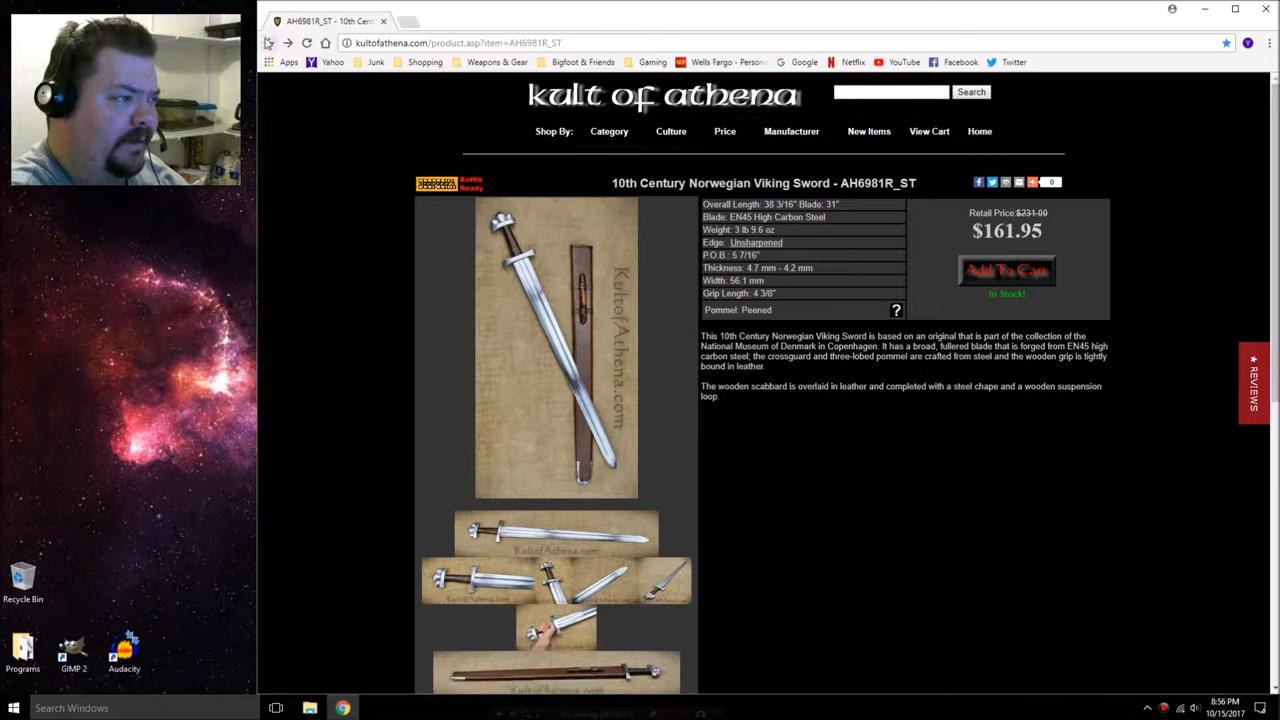 AH6981R_ST - 10th Cent
kultofathena.com/product.asp?item=AH6981R_ST
Apps Yahoo Junk Shopping Weapons & Gear Bigfoot & Friends Gaming Wells Fargo - Person Google Netflix YouTube Facebook Twitter
kult of athena
Search
Shop By: Category Culture Price Manufacturer New Items View Cart Home
Battle
Ready
10th Century Norwegian Viking Sword - AH6981R_ST
0
Overall Length: 38 3/16" Blade: 31"
Blade: EN45 High Carbon Steel
Weight: 3 lb 9.6 oz
Edge: Unsharpened
P.O.B.: 5 7/16"
Thickness: 4.7 mm - 4.2 mm
Width: 56.1 mm
Grip Length: 4 3/8"
Pommel: Peened ?
Retail Price:$231.00
$161.95
Add To Cart
In Stock!
This 10th Century Norwegian Viking Sword is based on an original that is part of the collection of the
National Museum of Denmark in Copenhagen. It has a broad, fullered blade that is forged from EN45 high
carbon steel; the crossguard and three-lobed pommel are crafted from steel and the wooden grip is tightly
bound in leather.
The wooden scabbard is overlaid in leather and completed with a steel chape and a wooden suspension
loop.
KultofAthena.com
KultofAthena.com
★ REVIEWS
Recycle Bin
Programs GIMP 2 Audacity
Search Windows
8:56 PM
10/15/2017